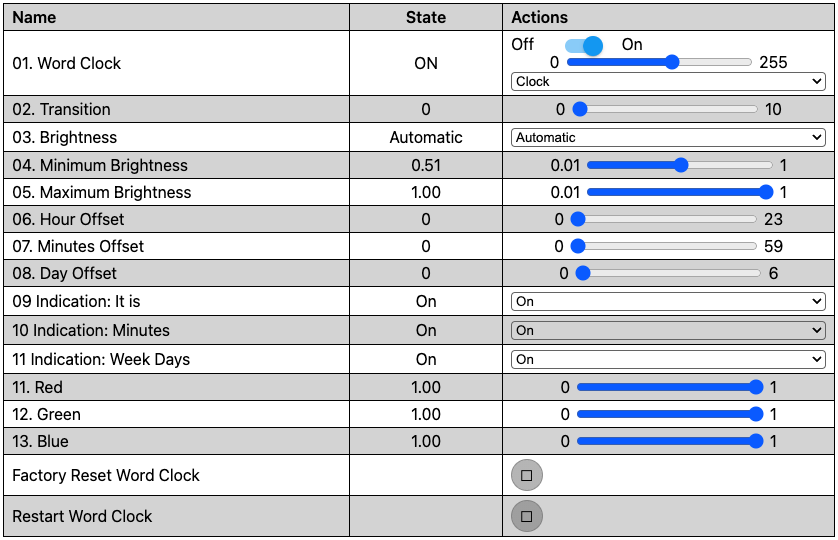 Name State Actions
Off On
01. Word Clock ON 0 255
Clock
02. Transition 0 0 10
03. Brightness Automatic Automatic
04. Minimum Brightness 0.51 0.01 1
05. Maximum Brightness 1.00 0.01 1
06. Hour Offset 0 0 23
07. Minutes Offset 0 0 59
08. Day Offset 0 0 6
09 Indication: It is On On
10 Indication: Minutes On On
11 Indication: Week Days On On
11. Red 1.00 0 1
12. Green 1.00 0 1
13. Blue 1.00 0 1
Factory Reset Word Clock
Restart Word Clock